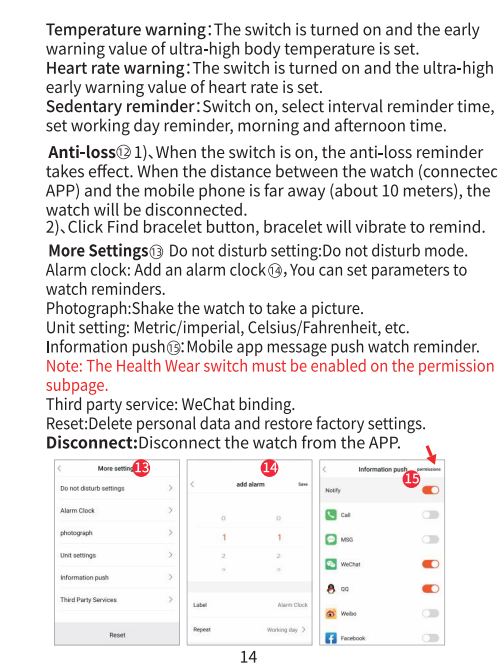 Temperature warning：The switch is turned on and the early
warning value of ultra-high body temperature is set.
Heart rate warning：The switch is turned on and the ultra-high
early warning value of heart rate is set.
Sedentary reminder：Switch on, select interval reminder time,
set working day reminder, morning and afternoon time.
Anti-loss⑫ 1)、When the switch is on, the anti-loss reminder
takes effect. When the distance between the watch (connected
APP) and the mobile phone is far away (about 10 meters), the
watch will be disconnected.
2)、Click Find bracelet button, bracelet will vibrate to remind.
More Settings⑬ Do not disturb setting:Do not disturb mode.
Alarm clock: Add an alarm clock⑭, You can set parameters to
watch reminders.
Photograph:Shake the watch to take a picture.
Unit setting: Metric/imperial, Celsius/Fahrenheit, etc.
Information push⑮: Mobile app message push watch reminder.
Note: The Health Wear switch must be enabled on the permission
subpage.
Third party service: WeChat binding.
Reset:Delete personal data and restore factory settings.
Disconnect:Disconnect the watch from the APP.
More setting 13
Do not disturb settings
Alarm Clock
photograph
Unit settings
Information push
Third Party Services
Reset
14
add alarm Save
0 0
1 1
2 2
Label Alarm Clock
Repeat Working day
Information push permissions
15
Notify
Call
MSG
WeChat
QQ
Weibo
Facebook
14